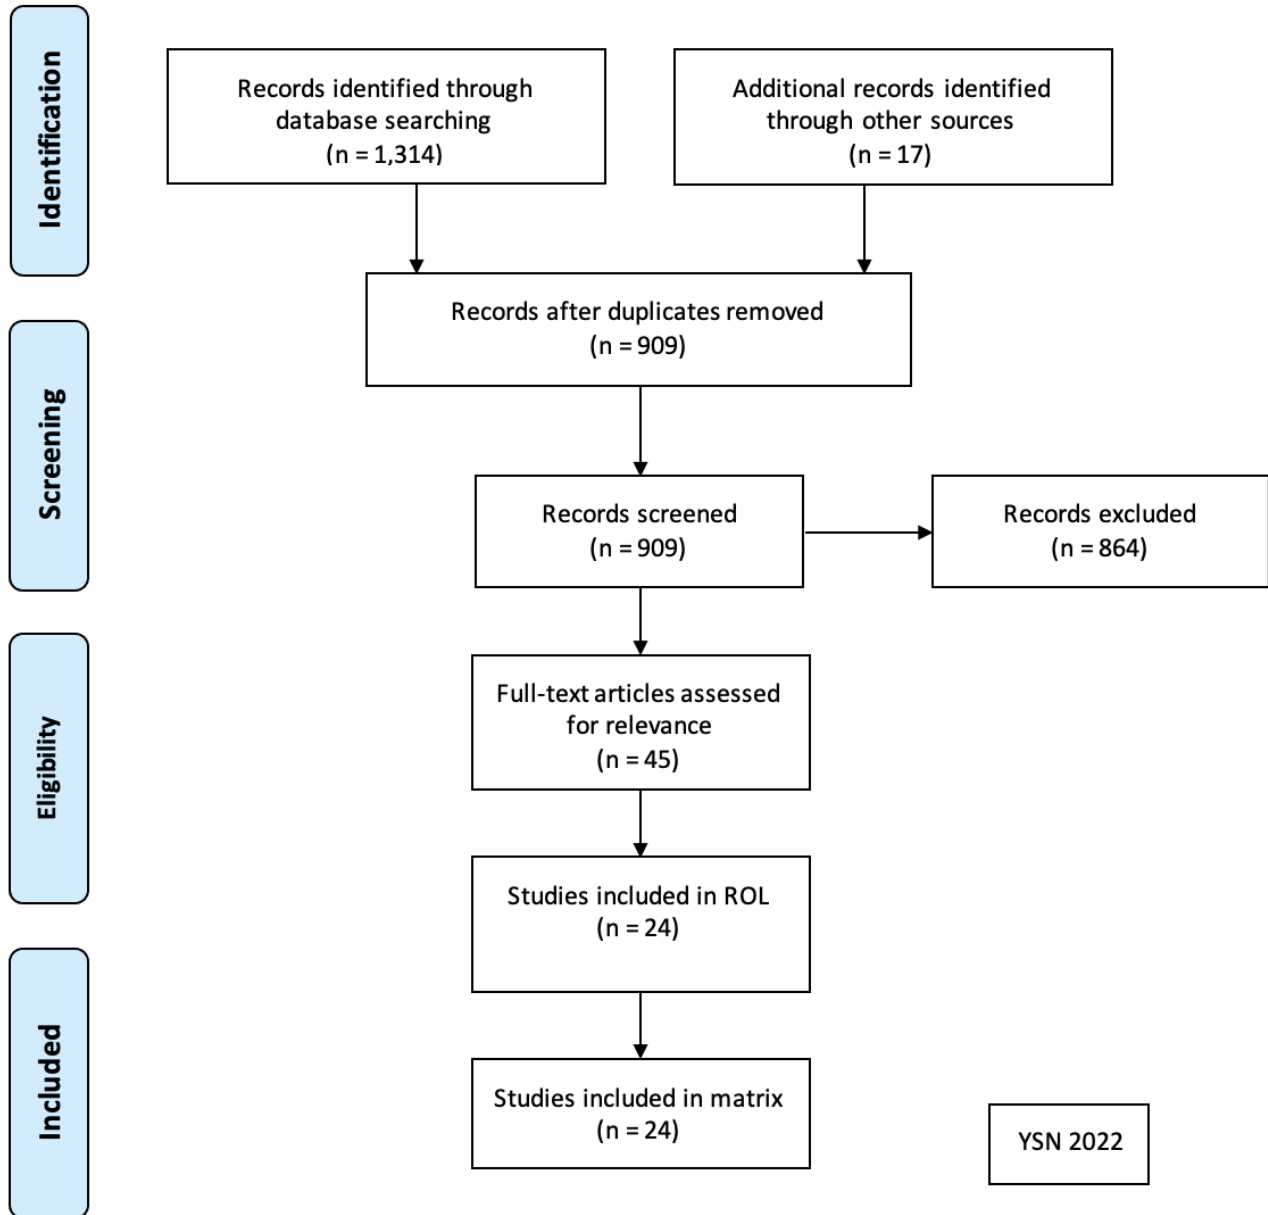 Identification
Records identified through
database searching
(n = 1,314)
Additional records identified
through other sources
(n = 17)
Records after duplicates removed
(n = 909)
Screening
Records screened
(n = 909)
Records excluded
(n = 864)
Eligibility
Full-text articles assessed
for relevance
(n = 45)
Studies included in ROL
(n = 24)
Included
Studies included in matrix
(n = 24)
YSN 2022